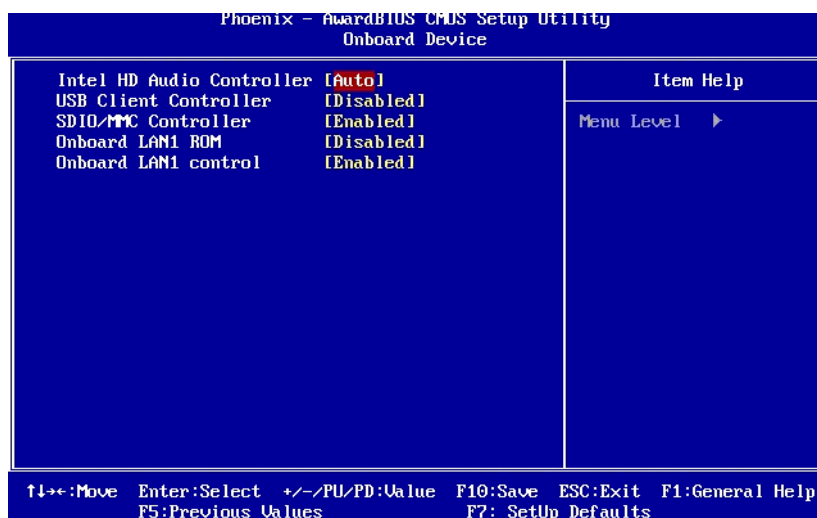 Phoenix - AwardBIOS CMOS Setup Utility
Onboard Device
Intel HD Audio Controller [Auto]
USB Client Controller [Disabled]
SDIO/MMC Controller [Enabled]
Onboard LAN1 ROM [Disabled]
Onboard LAN1 control [Enabled]
Item Help
Menu Level ►
↑↓→←:Move Enter:Select +/-/PU/PD:Value F10:Save ESC:Exit F1:General Help
F5:Previous Values F7: SetUp Defaults